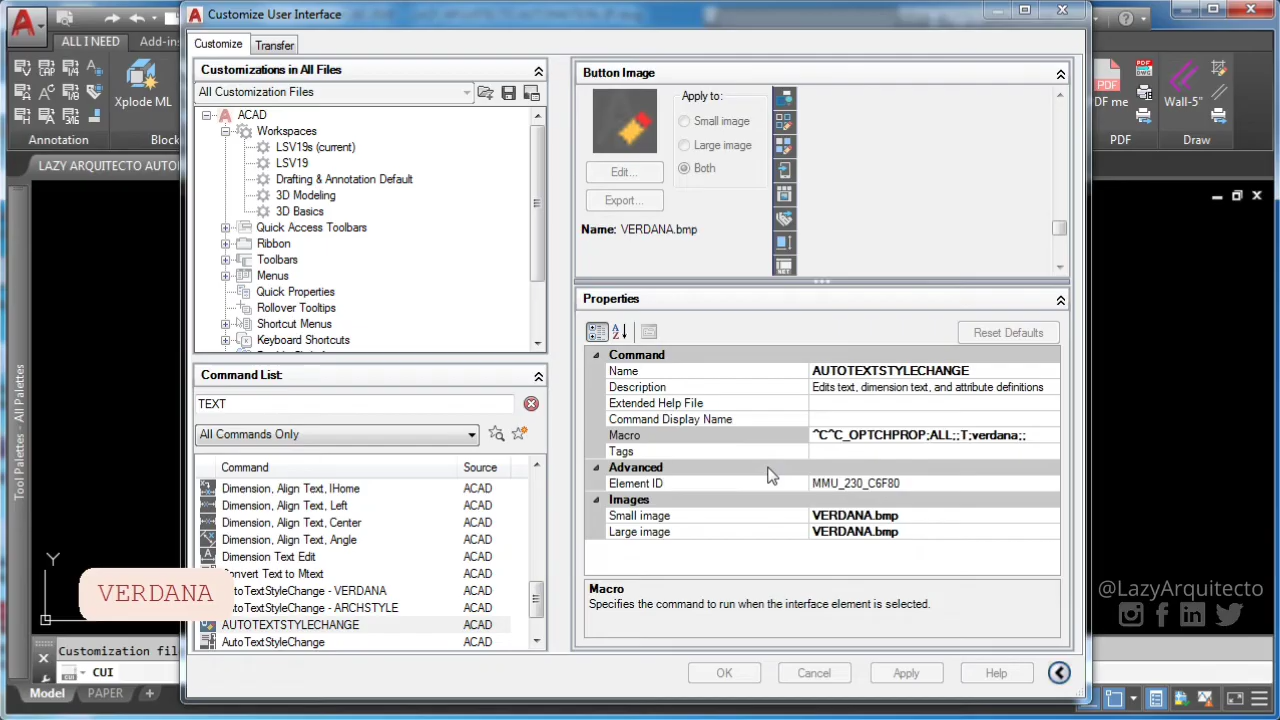 Customize User Interface
ALL I NEED
Add-ins
Xplode ML
Annotation
Block
LAZY ARQUITECTO AUTO
Tool Palettes - All Palettes
Customize
Transfer
Customizations in All Files
All Customization Files
ACAD
Workspaces
LSV19s (current)
LSV19
Drafting & Annotation Default
3D Modeling
3D Basics
Quick Access Toolbars
Ribbon
Toolbars
Menus
Quick Properties
Rollover Tooltips
Shortcut Menus
Keyboard Shortcuts
Command List:
TEXT
All Commands Only
Command Source
Dimension, Align Text, IHome ACAD
Dimension, Align Text, Left ACAD
Dimension, Align Text, Center ACAD
Dimension, Align Text, Angle ACAD
Dimension Text Edit ACAD
Convert Text to Mtext ACAD
AutoTextStyleChange - VERDANA ACAD
AutoTextStyleChange - ARCHSTYLE ACAD
AUTOTEXTSTYLECHANGE ACAD
AutoTextStyleChange ACAD
VERDANA
Y
Customization fil
CUI
Model PAPER
Button Image
Apply to:
Small image
Large image
Both
Edit...
Export...
Name: VERDANA.bmp
Properties
Reset Defaults
Command
Name AUTOTEXTSTYLECHANGE
Description Edits text, dimension text, and attribute definitions
Extended Help File
Command Display Name
Macro ^C^C_OPTCHPROP;ALL;;T;verdana;;
Tags
Advanced
Element ID MMU_230_C6F80
Images
Small image VERDANA.bmp
Large image VERDANA.bmp
Macro
Specifies the command to run when the interface element is selected.
OK Cancel Apply Help
PDF
DF me
Wall-5"
PDF
Draw
@LazyArquitecto